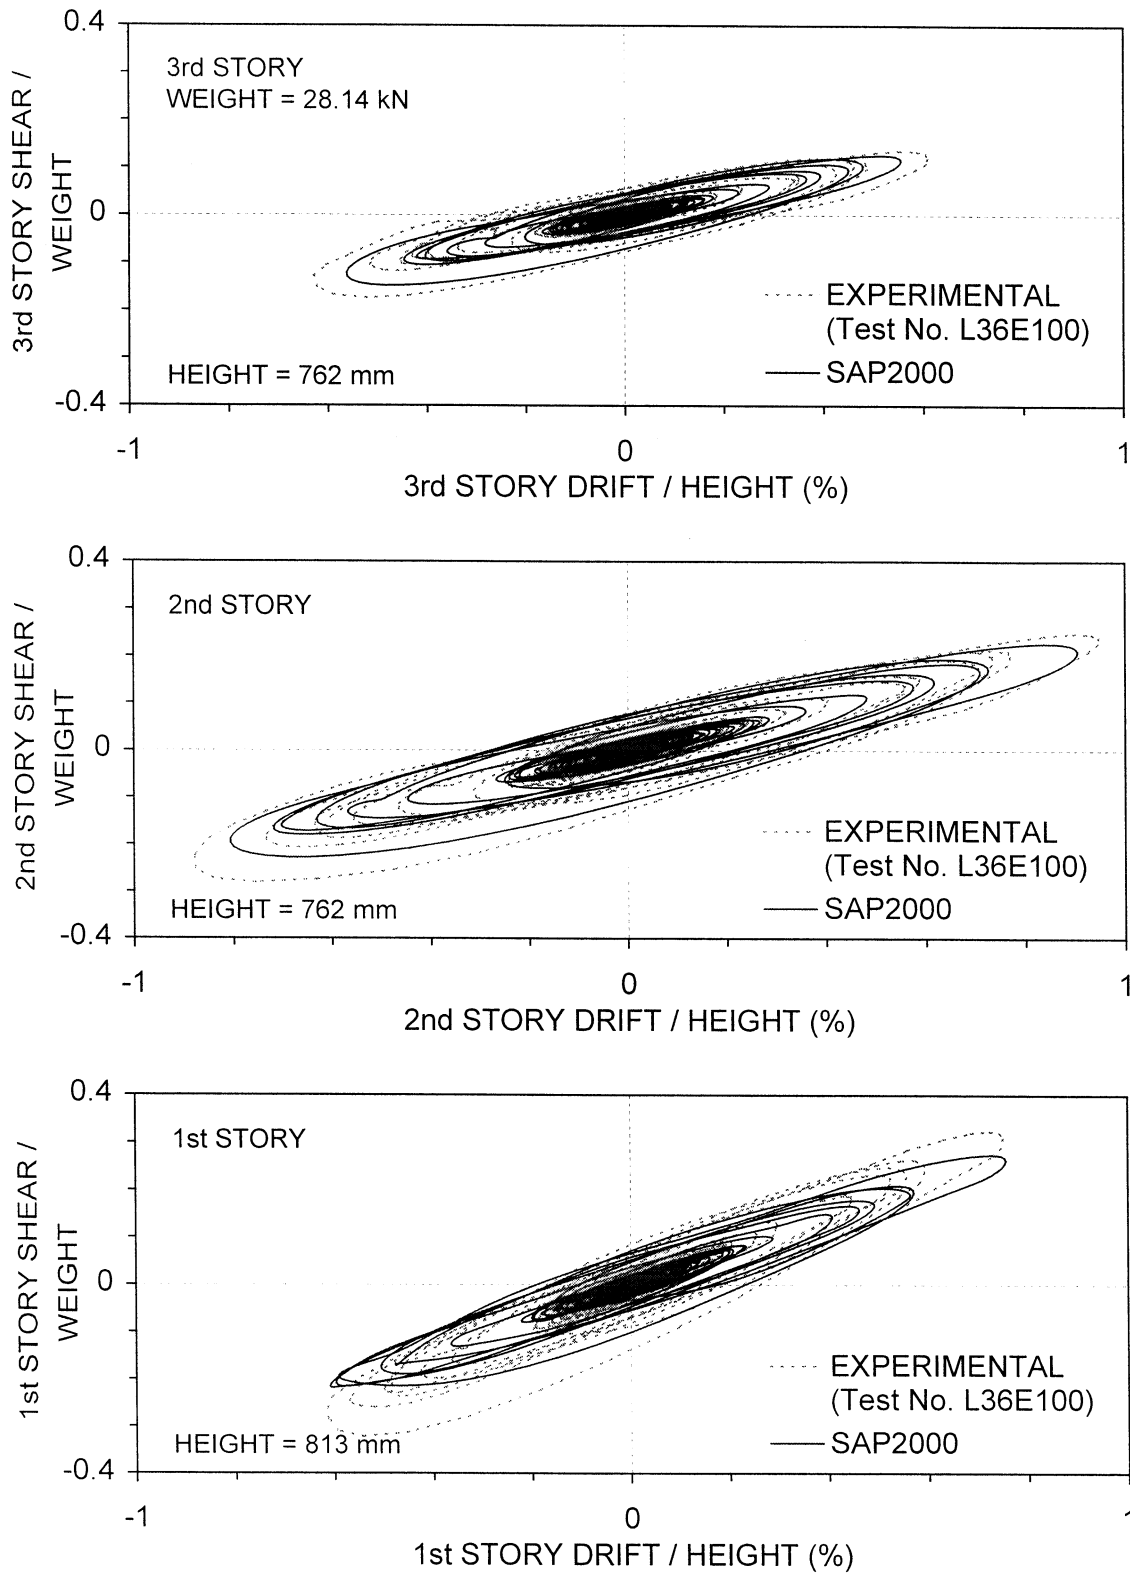 0.4
3rd STORY
WEIGHT = 28.14 kN
3rd STORY SHEAR /
WEIGHT
0
EXPERIMENTAL
(Test No. L36E100)
SAP2000
HEIGHT = 762 mm
-0.4
-1
0
1
3rd STORY DRIFT / HEIGHT (%)
0.4
2nd STORY
2nd STORY SHEAR /
WEIGHT
0
EXPERIMENTAL
(Test No. L36E100)
SAP2000
HEIGHT = 762 mm
-0.4
-1
0
1
2nd STORY DRIFT / HEIGHT (%)
0.4
1st STORY
1st STORY SHEAR /
WEIGHT
0
EXPERIMENTAL
(Test No. L36E100)
SAP2000
HEIGHT = 813 mm
-0.4
-1
0
1
1st STORY DRIFT / HEIGHT (%)